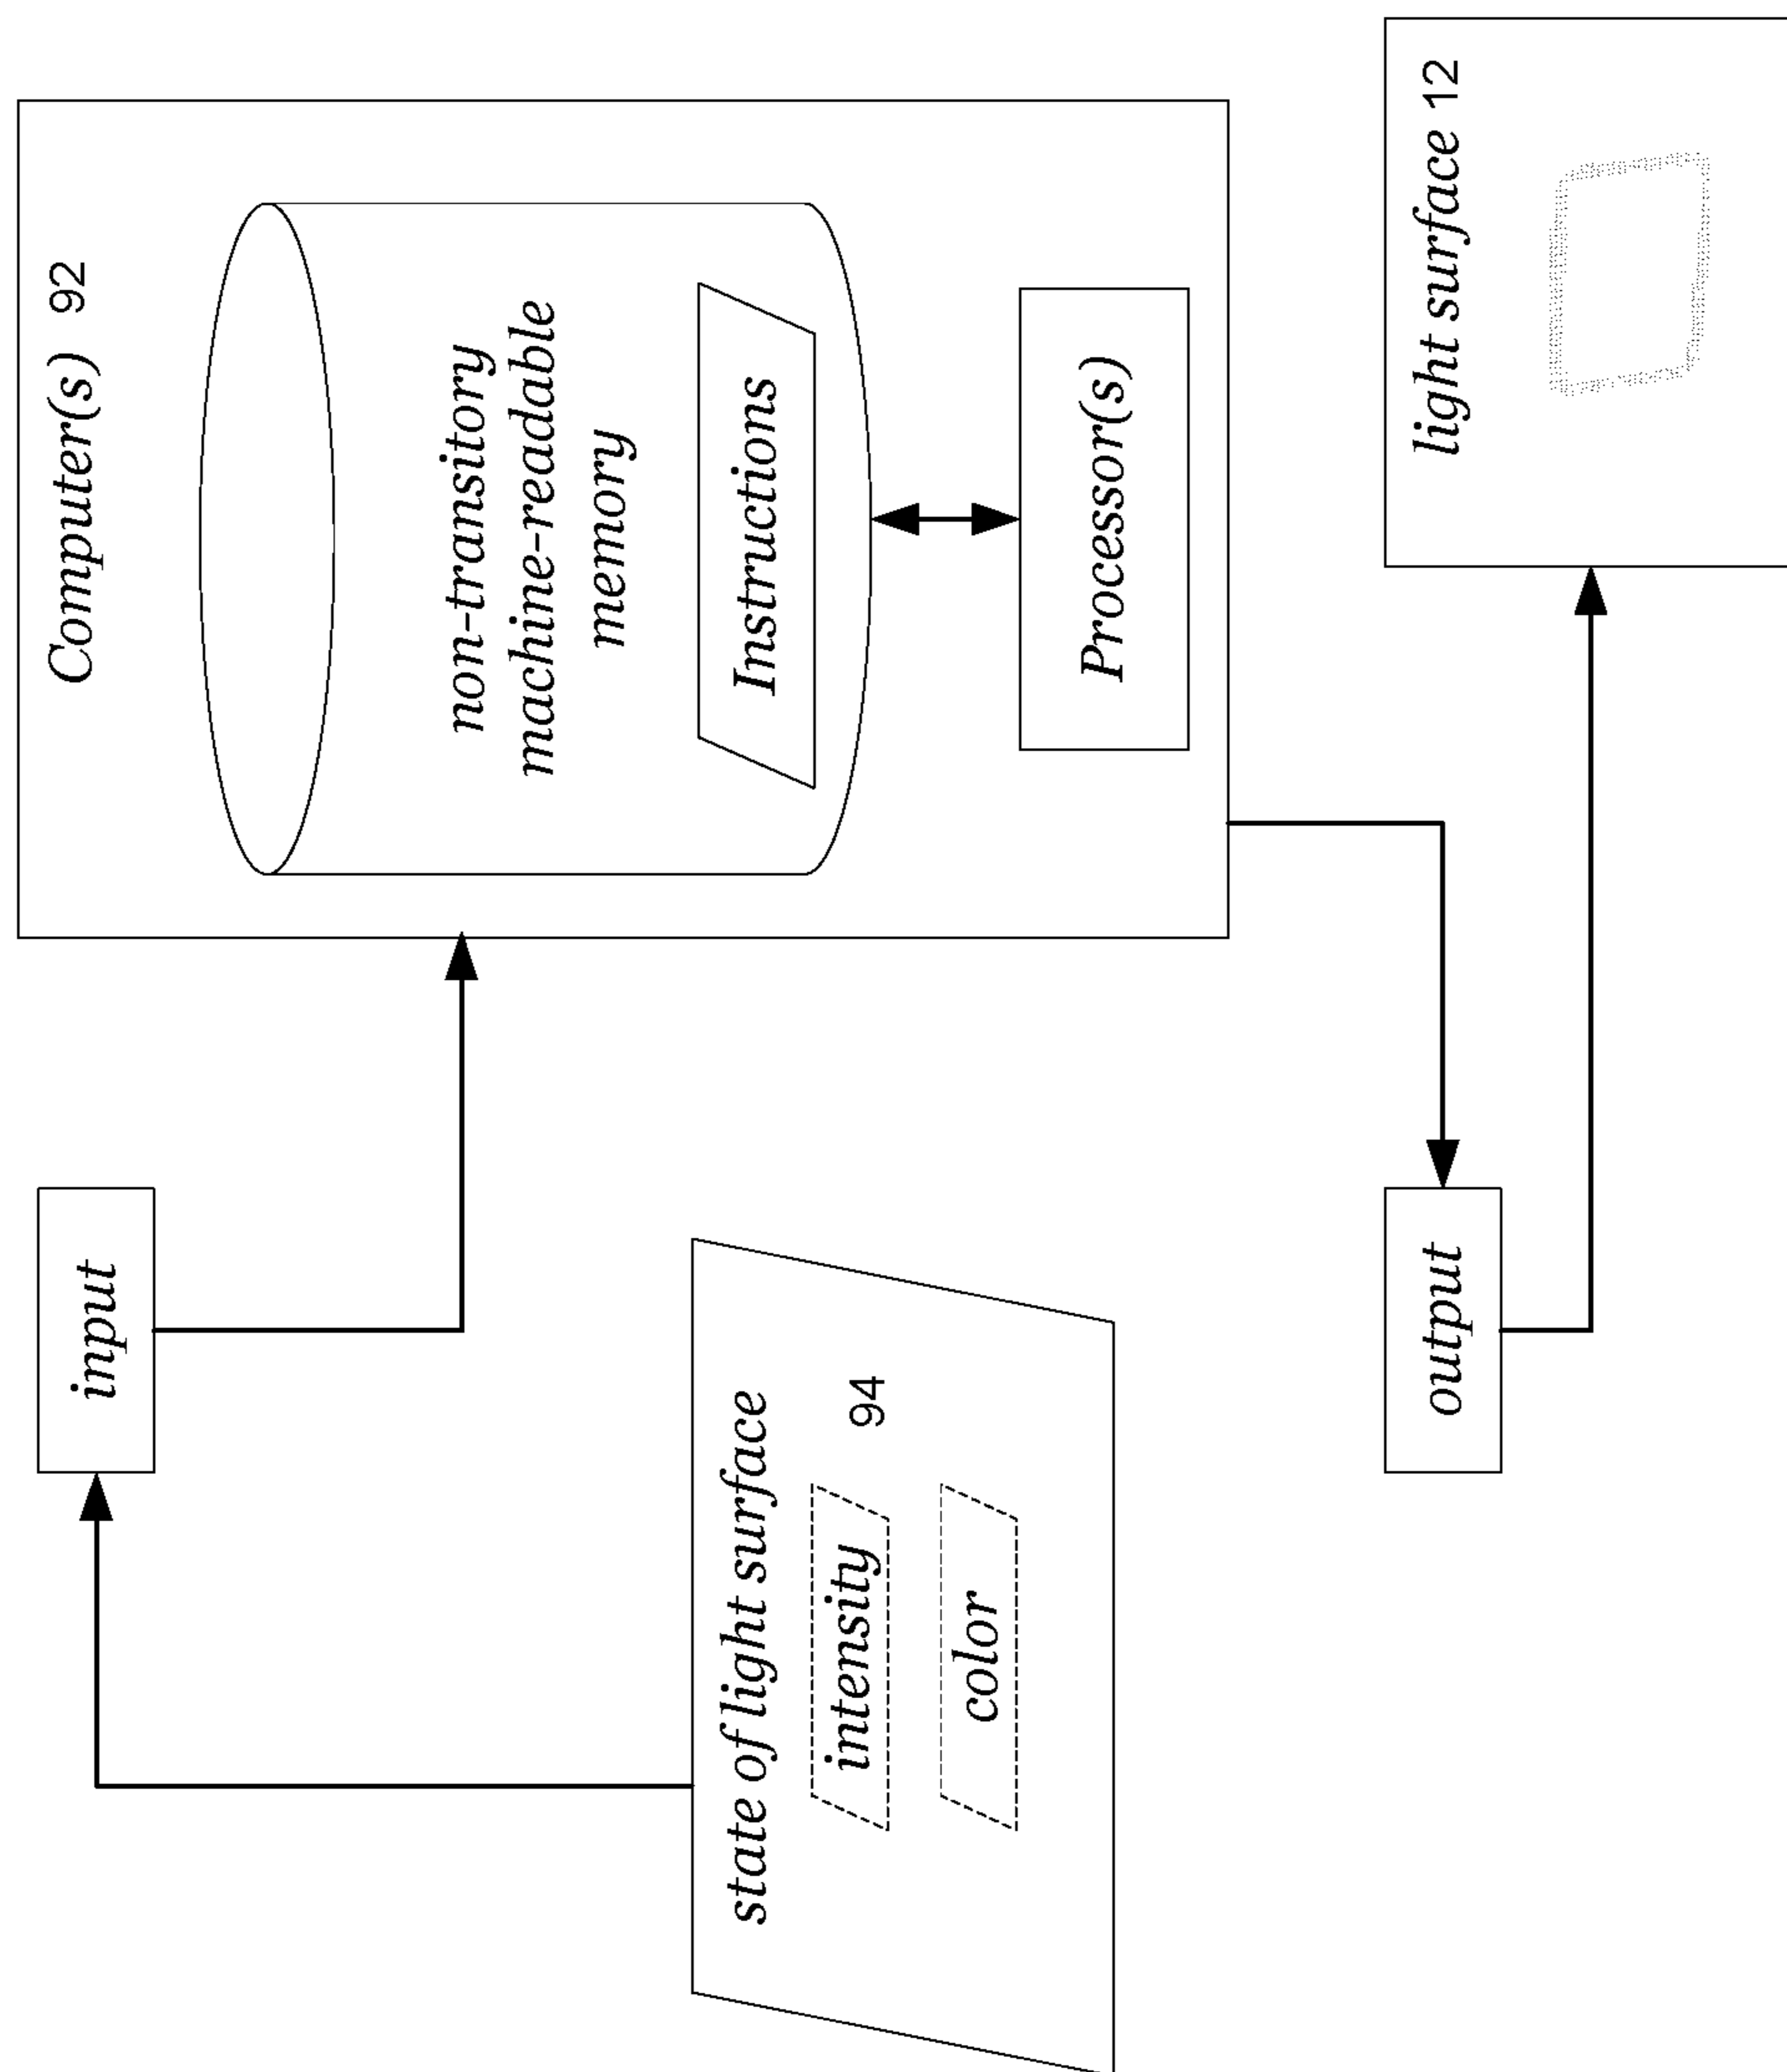 Computer(s) 92
non-transitory
machine-readable
memory
Instructions
Processor(s)
input
state of light surface
94
intensity
color
output
light surface 12